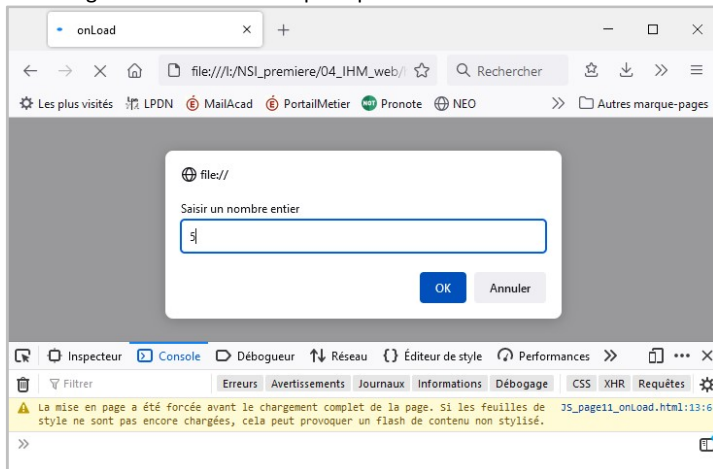 onLoad
file:///I:/NSI_premiere/04_IHM_web/
Rechercher
Les plus visités LPDN MailAcad PortailMetier Pronote NEO Autres marque-pages
file://
Saisir un nombre entier
5
OK Annuler
Inspecteur Console Débogueur Réseau Éditeur de style Performances
Filtrer Erreurs Avertissements Journaux Informations Débogage CSS XHR Requêtes
La mise en page a été forcée avant le chargement complet de la page. Si les feuilles de JS_page11_onLoad.html:13:6
style ne sont pas encore chargées, cela peut provoquer un flash de contenu non stylisé.